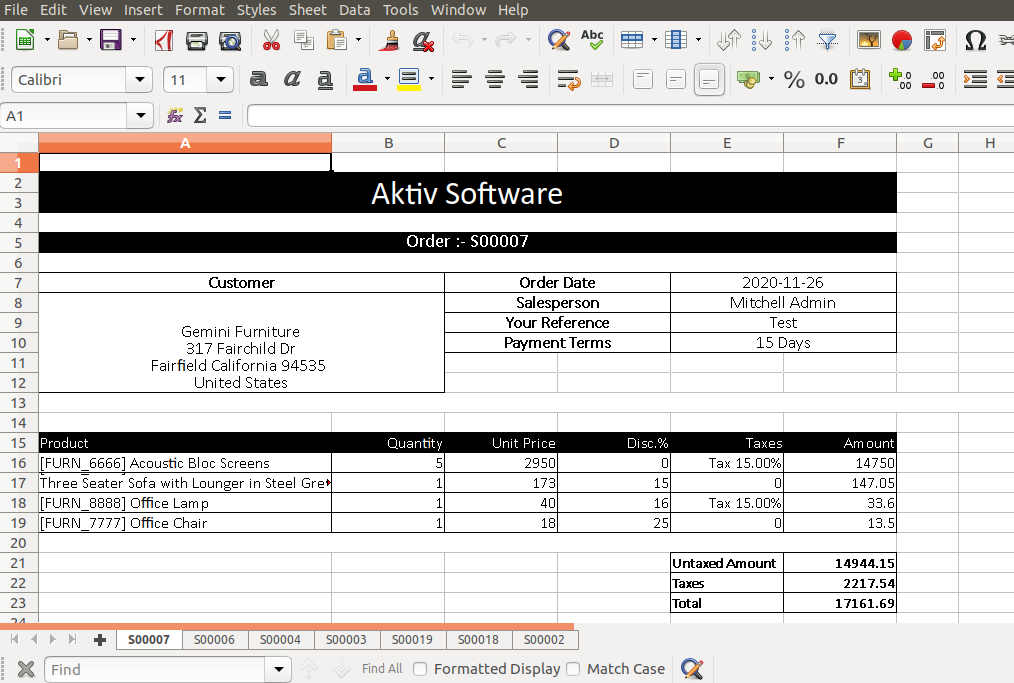 File Edit View Insert Format Styles Sheet Data Tools Window Help
Abc
Calibri 11 a a a a % 0.0
A1
A B C D E F G H
1
2
Aktiv Software
3
4
5 Order :- S00007
6
7 Customer Order Date 2020-11-26
8 Salesperson Mitchell Admin
9 Your Reference Test
Gemini Furniture
10 317 Fairchild Dr Payment Terms 15 Days
11 Fairfield California 94535
12 United States
13
14
15 Product Quantity Unit Price Disc.% Taxes Amount
16 [FURN_6666] Acoustic Bloc Screens 5 2950 0 Tax 15.00% 14750
17 Three Seater Sofa with Lounger in Steel Gre 1 173 15 0 147.05
18 [FURN_8888] Office Lamp 1 40 16 Tax 15.00% 33.6
19 [FURN_7777] Office Chair 1 18 25 0 13.5
20
21 Untaxed Amount 14944.15
22 Taxes 2217.54
23 Total 17161.69
24
S00007 S00006 S00004 S00003 S00019 S00018 S00002
Find Find All Formatted Display Match Case